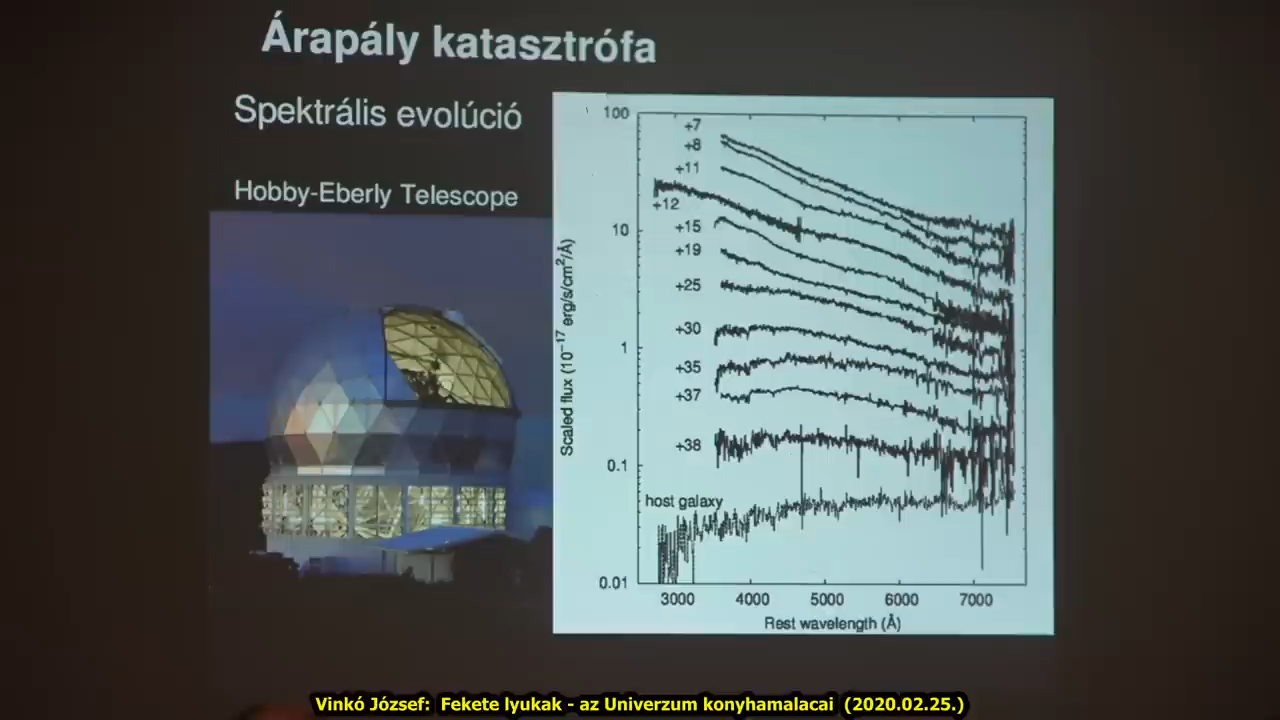 Árapály katasztrófa
Spektrális evolúció
Hobby-Eberly Telescope
100
10
1
0.1
0.01
Scaled flux (10⁻¹⁷ erg/s/cm²/Å)
+7
+8
+11
+12
+15
+19
+25
+30
+35
+37
+38
host galaxy
3000 4000 5000 6000 7000
Rest wavelength (Å)
Vinkó József: Fekete lyukak - az Univerzum konyhamalacai (2020.02.25.)